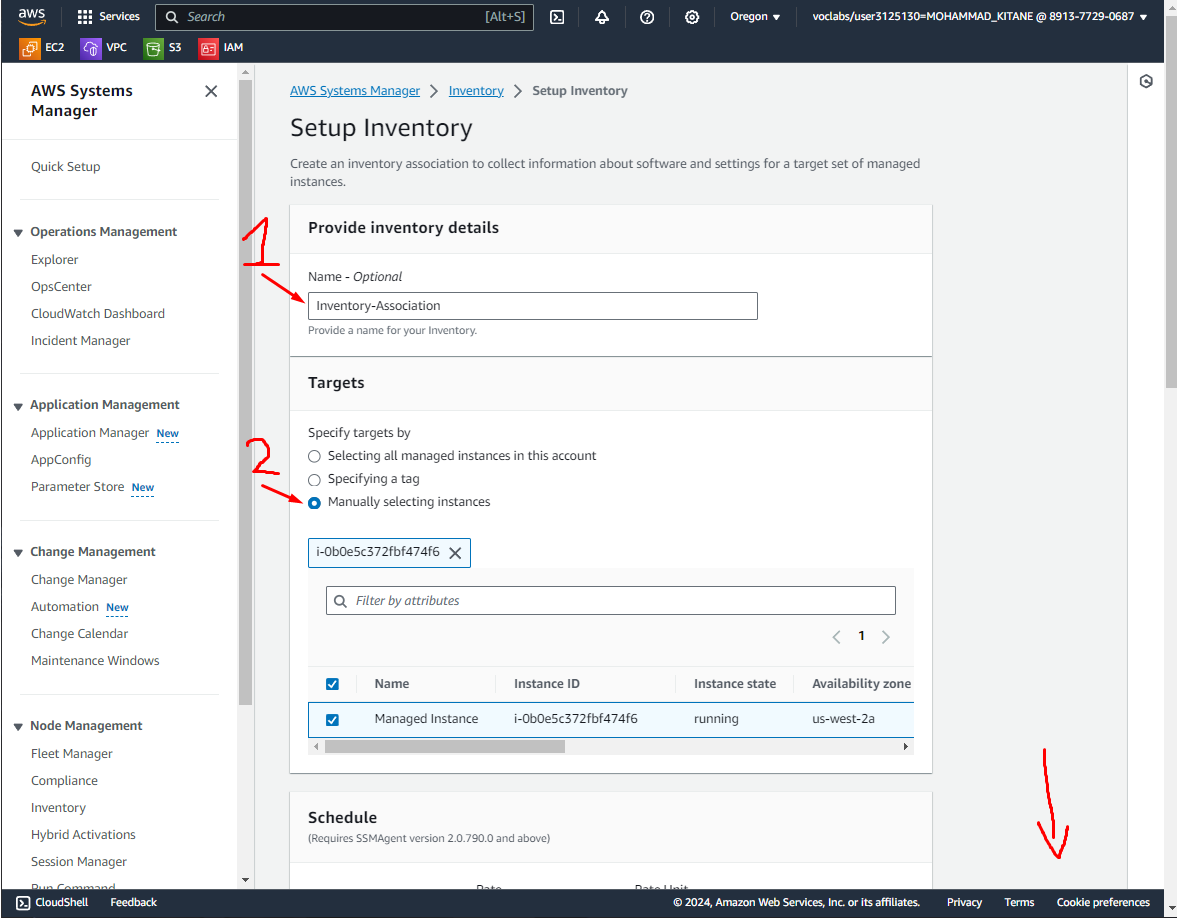 aws
Services
Search
[Alt+S]
Oregon
voclabs/user3125130=MOHAMMAD_KITANE @ 8913-7729-0687
EC2
VPC
S3
IAM
AWS Systems
Manager
Quick Setup
Operations Management
Explorer
OpsCenter
CloudWatch Dashboard
Incident Manager
Application Management
Application Manager New
AppConfig
Parameter Store New
Change Management
Change Manager
Automation New
Change Calendar
Maintenance Windows
Node Management
Fleet Manager
Compliance
Inventory
Hybrid Activations
Session Manager
Run Command
AWS Systems Manager > Inventory > Setup Inventory
Setup Inventory
Create an inventory association to collect information about software and settings for a target set of managed
instances.
Provide inventory details
1
Name - Optional
Inventory-Association
Provide a name for your Inventory.
Targets
Specify targets by
2
Selecting all managed instances in this account
Specifying a tag
Manually selecting instances
i-0b0e5c372fbf474f6
Filter by attributes
1
Name Instance ID Instance state Availability zone
Managed Instance i-0b0e5c372fbf474f6 running us-west-2a
Schedule
(Requires SSMAgent version 2.0.790.0 and above)
Rate Rate Unit
CloudShell Feedback
© 2024, Amazon Web Services, Inc. or its affiliates. Privacy Terms Cookie preferences